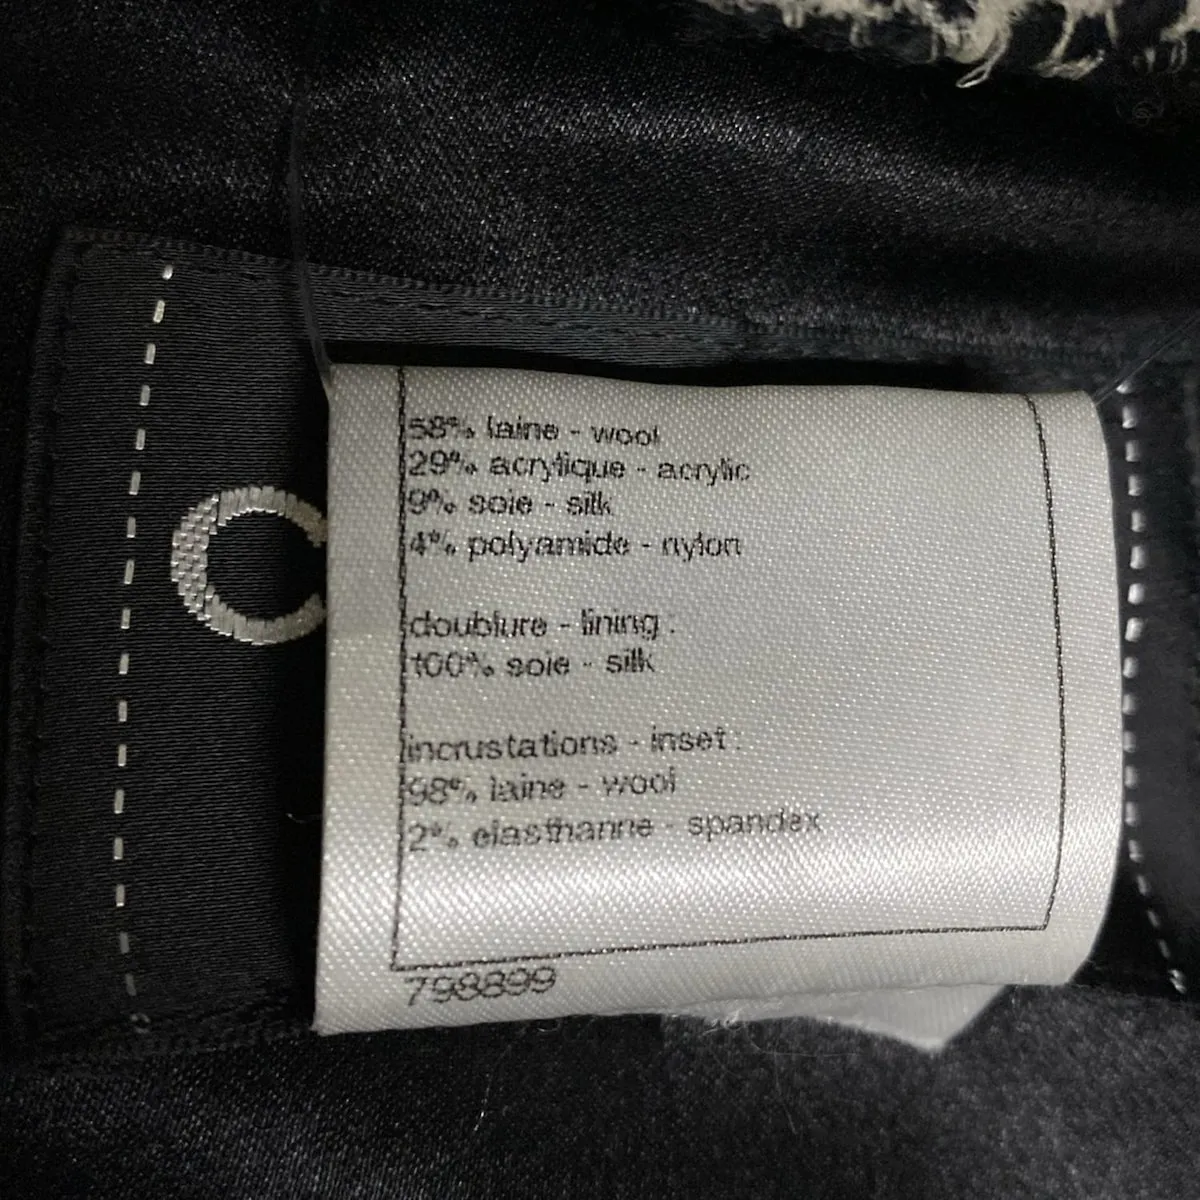 58% laine - wool
29% acrylique - acrylic
9% soie - silk
4% polyamide - nylon
doublure - lining :
100% soie - silk
incrustations - inset :
98% laine - wool
2% elasthanne - spandex
798899
C